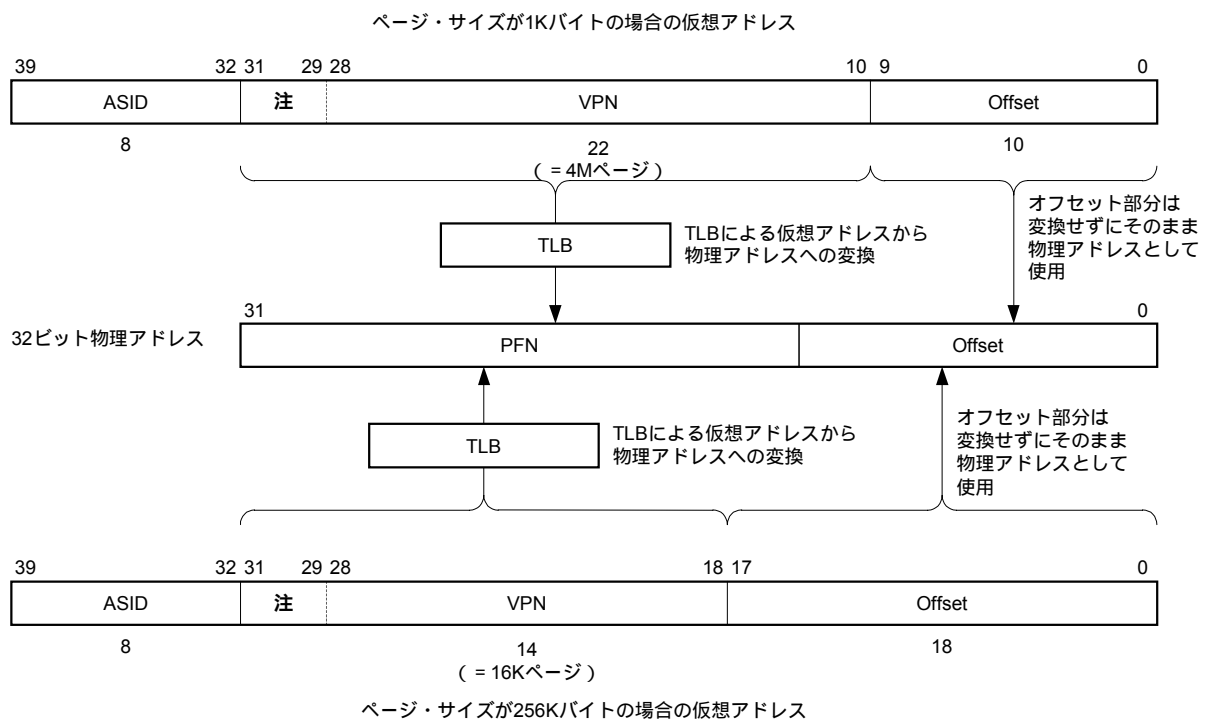 ページ・サイズが1Kバイトの場合の仮想アドレス
39 32 31 29 28 10 9 0
ASID 注 VPN Offset
8 22 10
( = 4Mページ )
TLB
TLBによる仮想アドレスから
物理アドレスへの変換
オフセット部分は
変換せずにそのまま
物理アドレスとして
使用
31 0
32ビット物理アドレス
PFN Offset
TLB
TLBによる仮想アドレスから
物理アドレスへの変換
オフセット部分は
変換せずにそのまま
物理アドレスとして
使用
39 32 31 29 28 18 17 0
ASID 注 VPN Offset
8 14 18
( = 16Kページ )
ページ・サイズが256Kバイトの場合の仮想アドレス